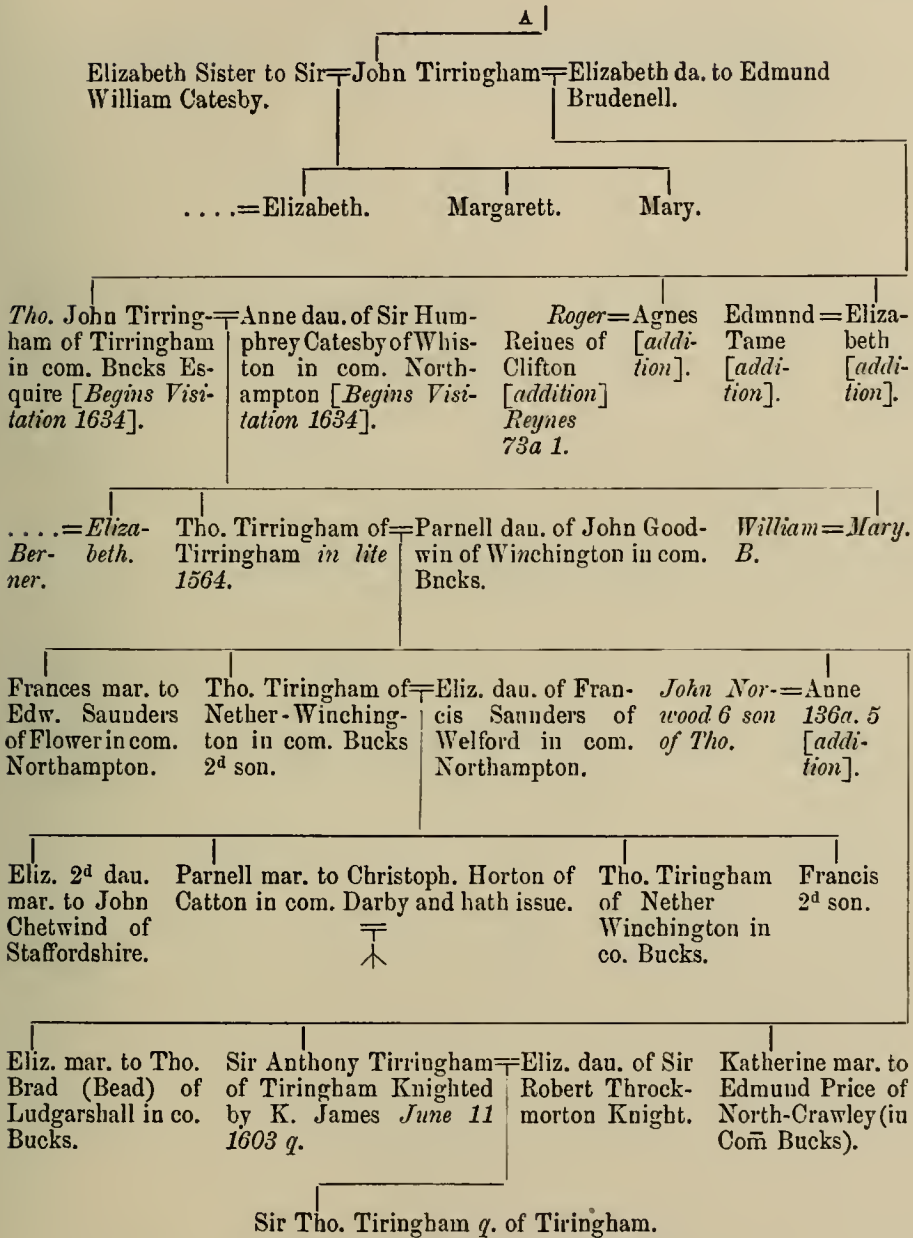 A
Elizabeth Sister to Sir=John Tirringham=Elizabeth da. to Edmund
William Catesby. Brudenell.
. . . .=Elizabeth. Margarett. Mary.
Tho. John Tirring-=Anne dau. of Sir Hum- Roger=Agnes Edmnnd=Eliza-
ham of Tirringham phrey Catesby of Whis- Reiues of [addi- Tame beth
in com. Bncks Es- ton in com. North- Clifton tion]. [addi- [addi-
quire [Begins Visi- ampton [Begins Visi- [addition] tion]. tion].
tation 1634]. tation 1634]. Reynes
73a 1.
. . . .=Eliza- Tho. Tirringham of=Parnell dau. of John Good- William=Mary.
Ber- beth. Tirringham in lite win of Winchington in com. B.
ner. 1564. Bncks.
Frances mar. to Tho. Tiringham of=Eliz. dau. of Fran- John Nor-=Anne
Edw. Saunders Nether-Winching- cis Saunders of wood 6 son 136a. 5
of Flower in com. ton in com. Bucks Welford in com. of Tho. [addi-
Northampton. 2d son. Northampton. tion].
Eliz. 2d dau. Parnell mar. to Christoph. Horton of Tho. Tiringham Francis
mar. to John Catton in com. Darby and hath issue. of Nether 2d son.
Chetwind of Winchington in
Staffordshire. co. Bucks.
Eliz. mar. to Tho. Sir Anthony Tirringham=Eliz. dau. of Sir Katherine mar. to
Brad (Bead) of of Tiringham Knighted Robert Throck- Edmund Price of
Ludgarshall in co. by K. James June 11 morton Knight. North-Crawley (in
Bucks. 1603 q. Com̄ Bucks).
Sir Tho. Tiringham q. of Tiringham.